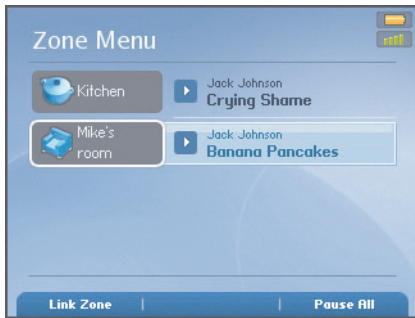 Zone Menu
Kitchen
Jack Johnson
Crying Shame
Mike's
room
Jack Johnson
Banana Pancakes
Link Zone
Pause All